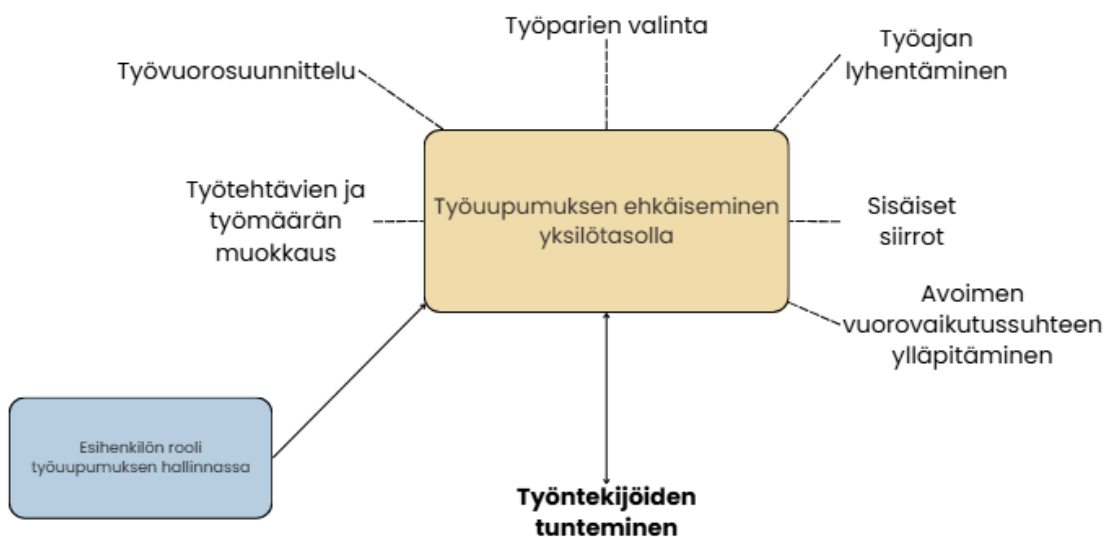 Työparien valinta
Työajan
lyhentäminen
Työvuorosuunnittelu
Työtehtävien ja
työmäärän
muokkaus
Työuupumuksen ehkäiseminen
yksilötasolla
Sisäiset
siirrot
Avoimen
vuorovaikutussuhteen
ylläpitäminen
Esihenkilön rooli
työuupumuksen hallinnassa
Työntekijöiden
tunteminen